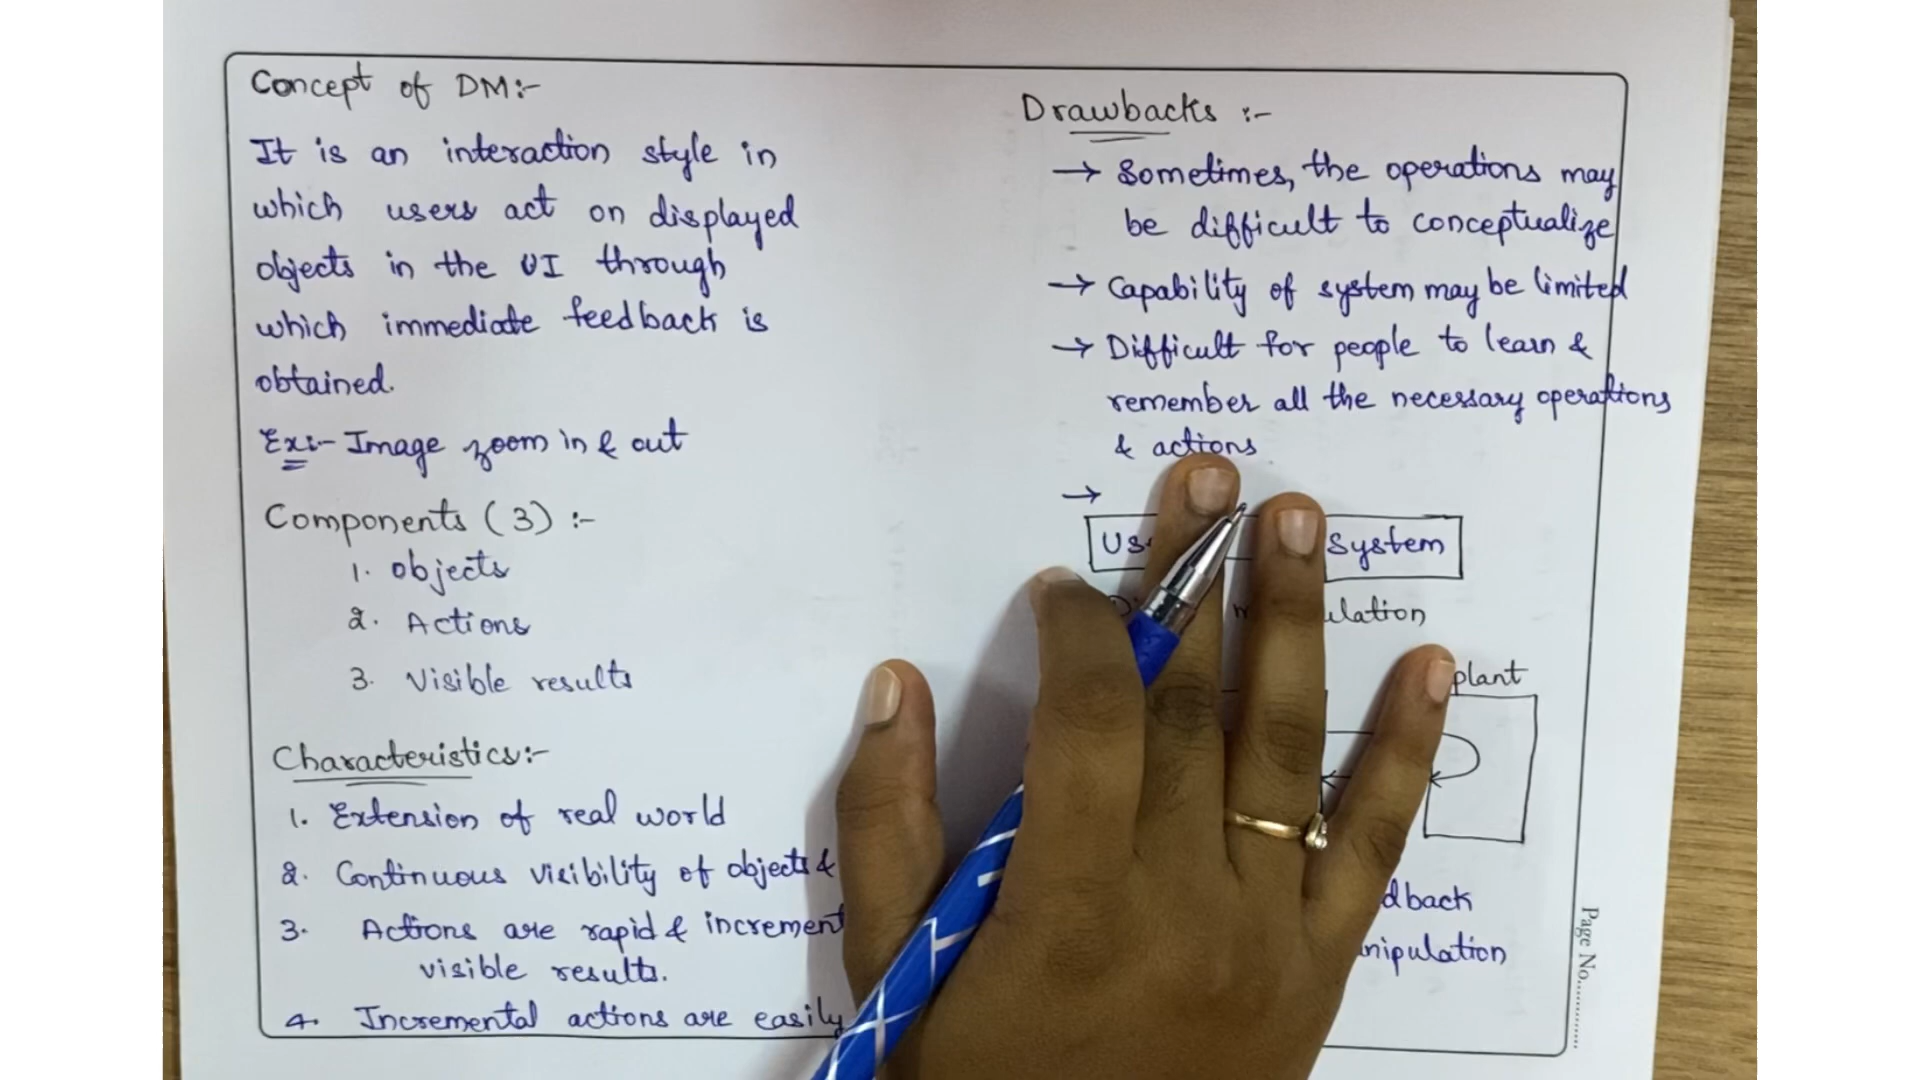 Concept of DM:-
It is an interaction style in
which users act on displayed
objects in the UI through
which immediate feedback is
obtained.
Ex:- Image zoom in & out
Components (3) :-
1. Objects
2. Actions
3. Visible results
Characteristics:-
1. Extension of real world
2. Continuous visibility of objects &
3. Actions are rapid & increment
visible results.
4. Incremental actions are easily
Drawbacks :-
→ Sometimes, the operations may
be difficult to conceptualize
→ Capability of system may be limited
→ Difficult for people to learn &
remember all the necessary operations
& actions
→
System
plant
Page No.............